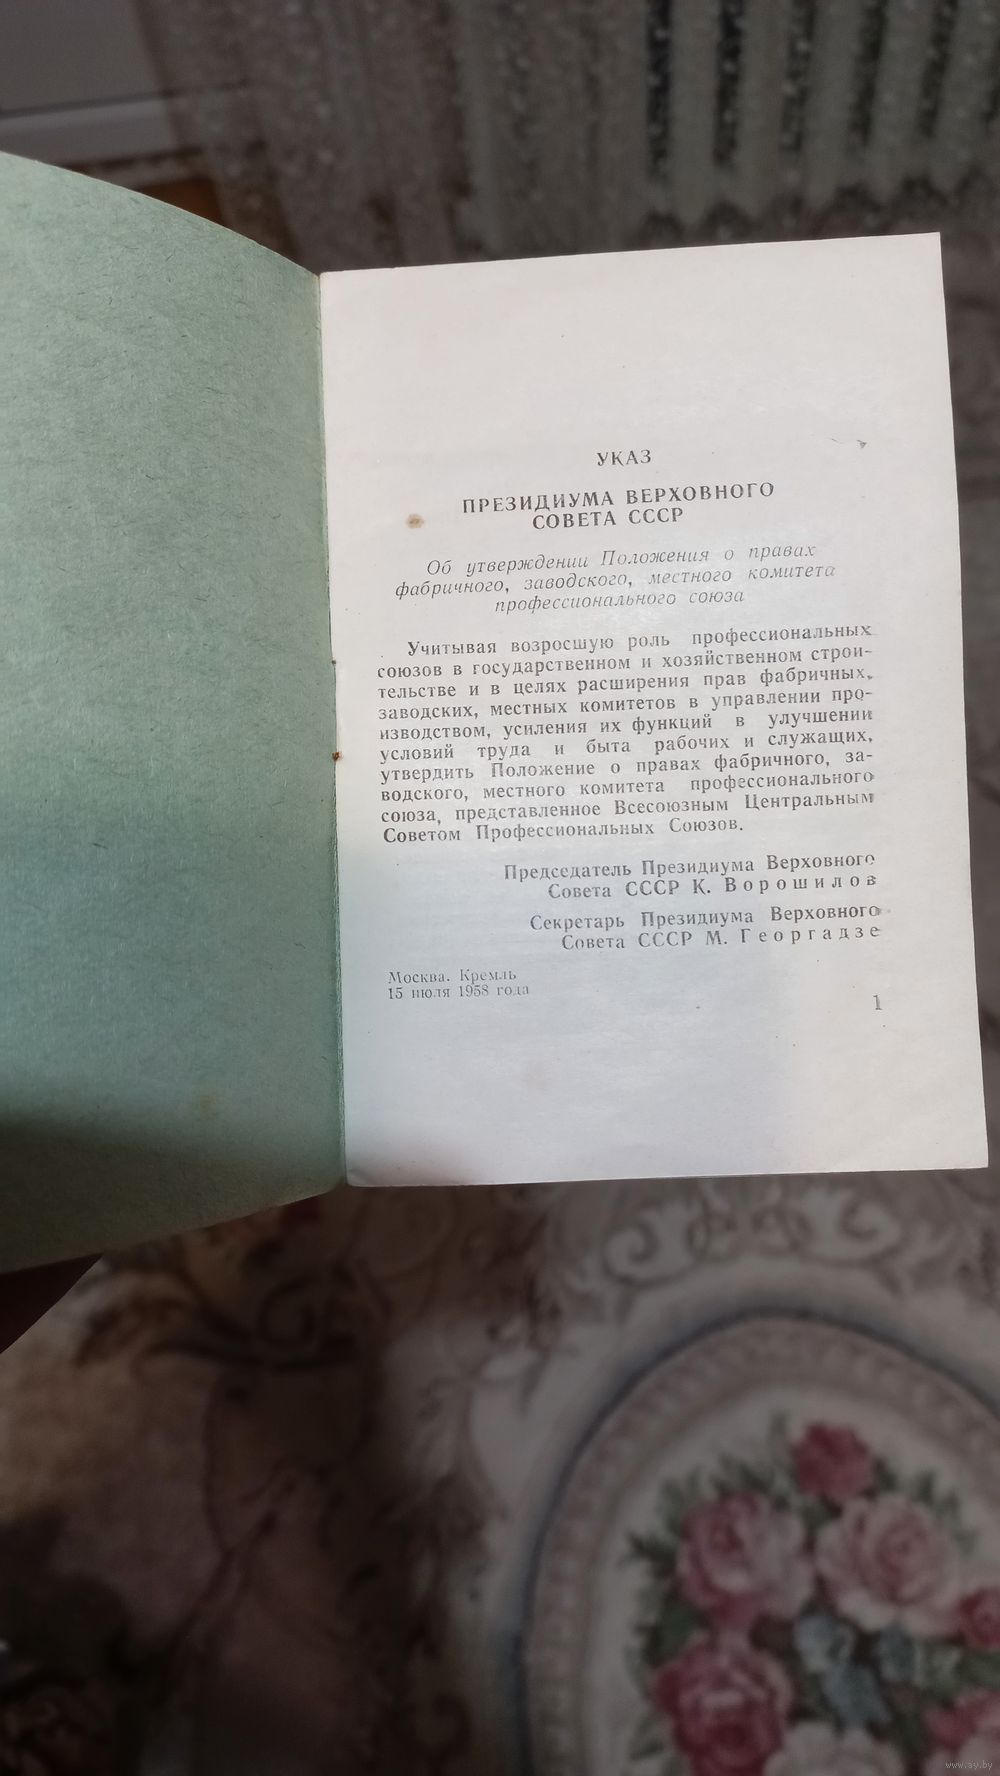 УКАЗ
ПРЕЗИДИУМА ВЕРХОВНОГО
СОВЕТА СССР
Об утверждении Положения о правах
фабричного, заводского, местного комитета
профессионального союза
Учитывая возросшую роль профессиональных
союзов в государственном и хозяйственном строи-
тельстве и в целях расширения прав фабричных,
заводских, местных комитетов в управлении про-
изводством, усиления их функций в улучшении
условий труда и быта рабочих и служащих,
утвердить Положение о правах фабричного, за-
водского, местного комитета профессионального
союза, представленное Всесоюзным Центральным
Советом Профессиональных Союзов.
Председатель Президиума Верховного
Совета СССР К. Ворошилов
Секретарь Президиума Верховного
Совета СССР М. Георгадзе
Москва. Кремль
15 июля 1958 года
1
www.ay.by